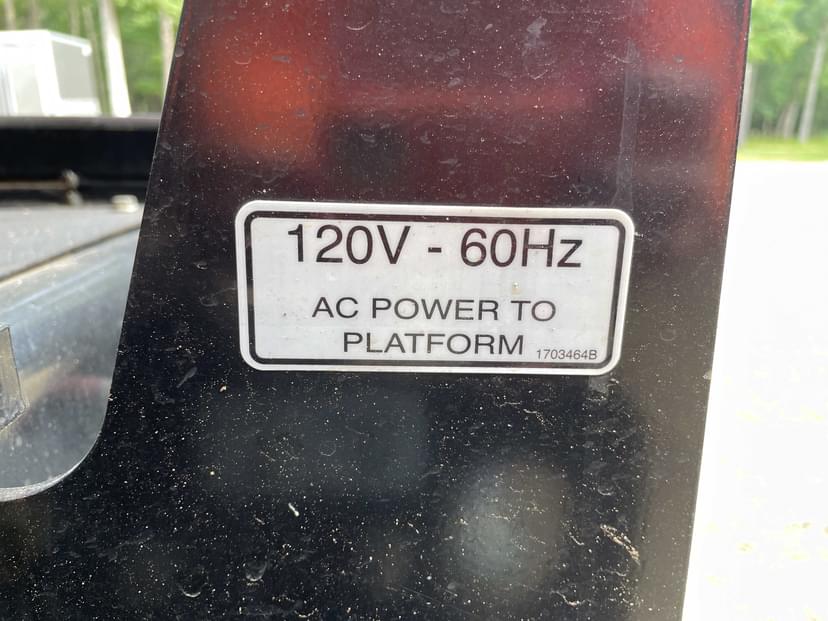 120V - 60Hz
AC POWER TO
PLATFORM
1703464B